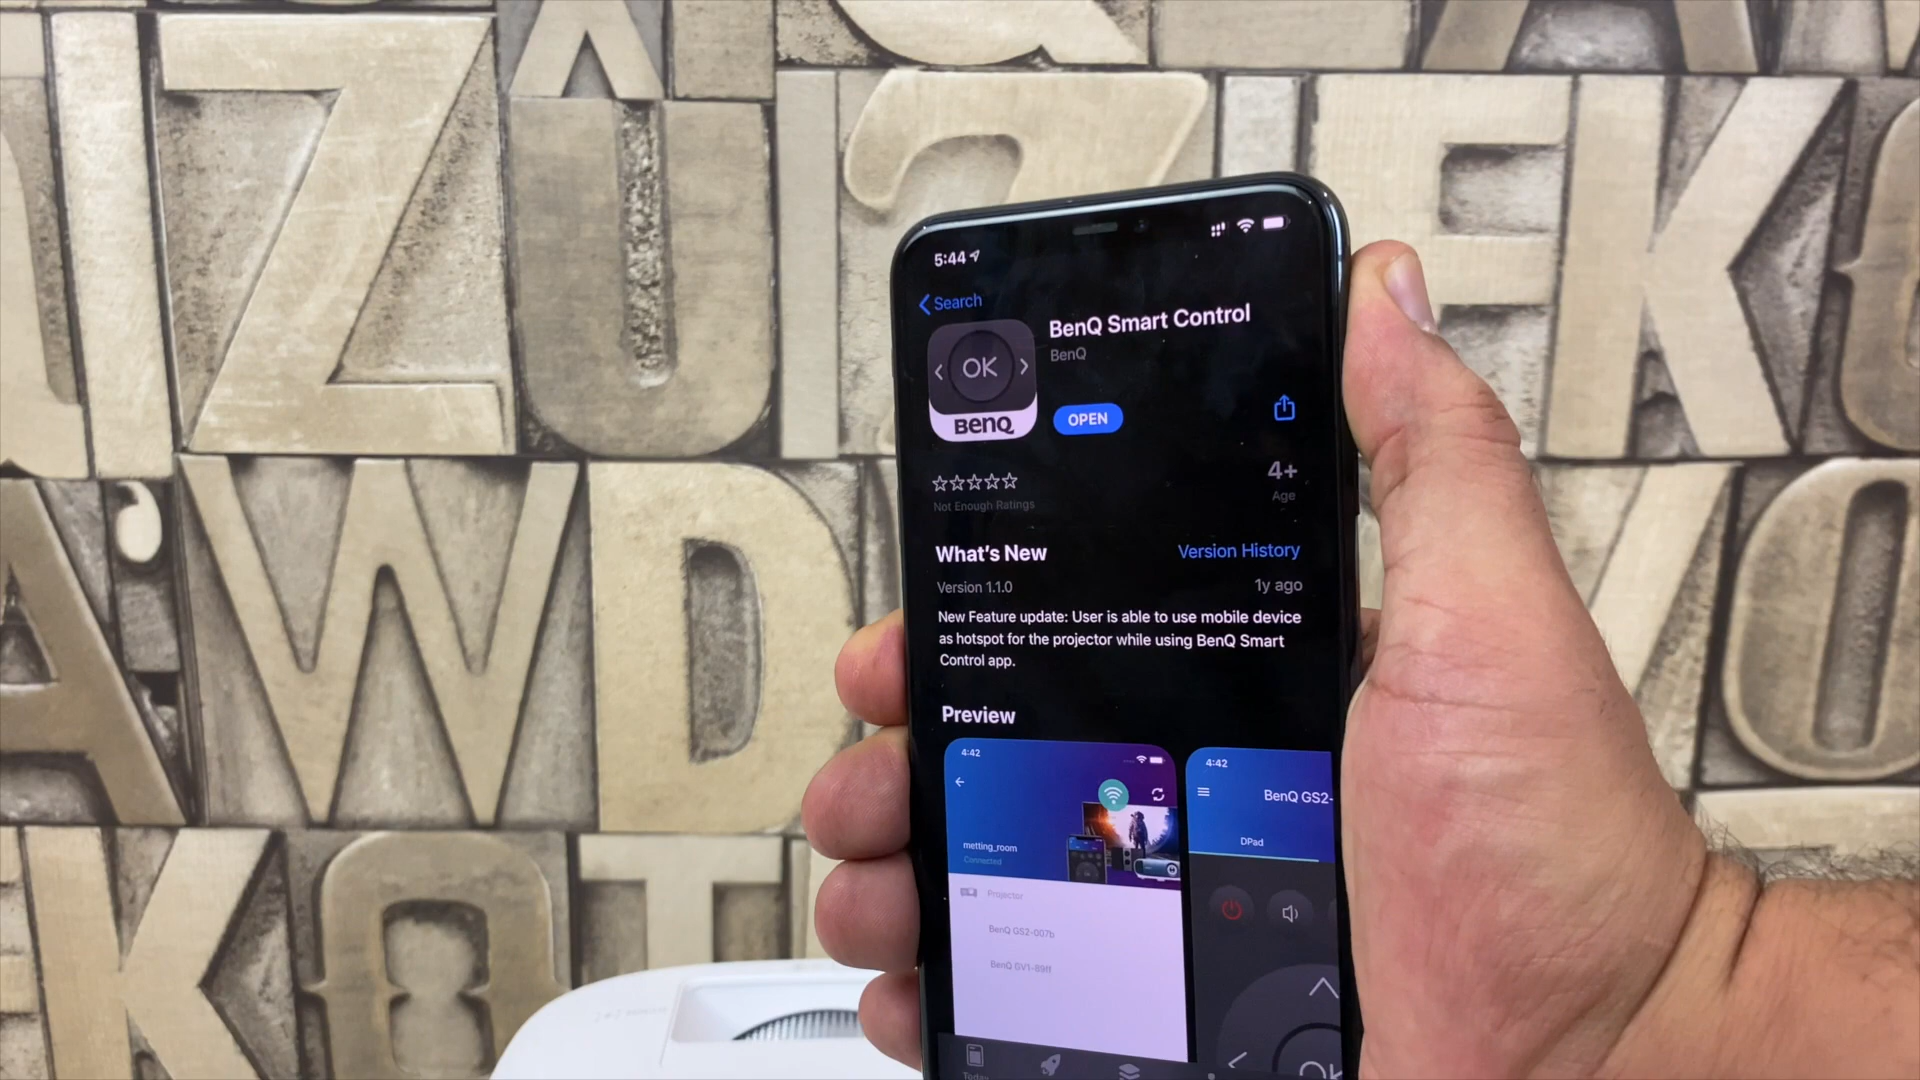 5:44
Search
BenQ Smart Control
BenQ
OK
BenQ
OPEN
4+
Age
Not Enough Ratings
What's New
Version History
Version 1.1.0
1y ago
New Feature update: User is able to use mobile device
as hotspot for the projector while using BenQ Smart
Control app.
Preview
4:42
metting_room
Connected
Projector
BenQ GS2-007b
BenQ GV1-89ff
4:42
BenQ GS2-
DPad
OK
Today
Z U F K
A W D O
K T